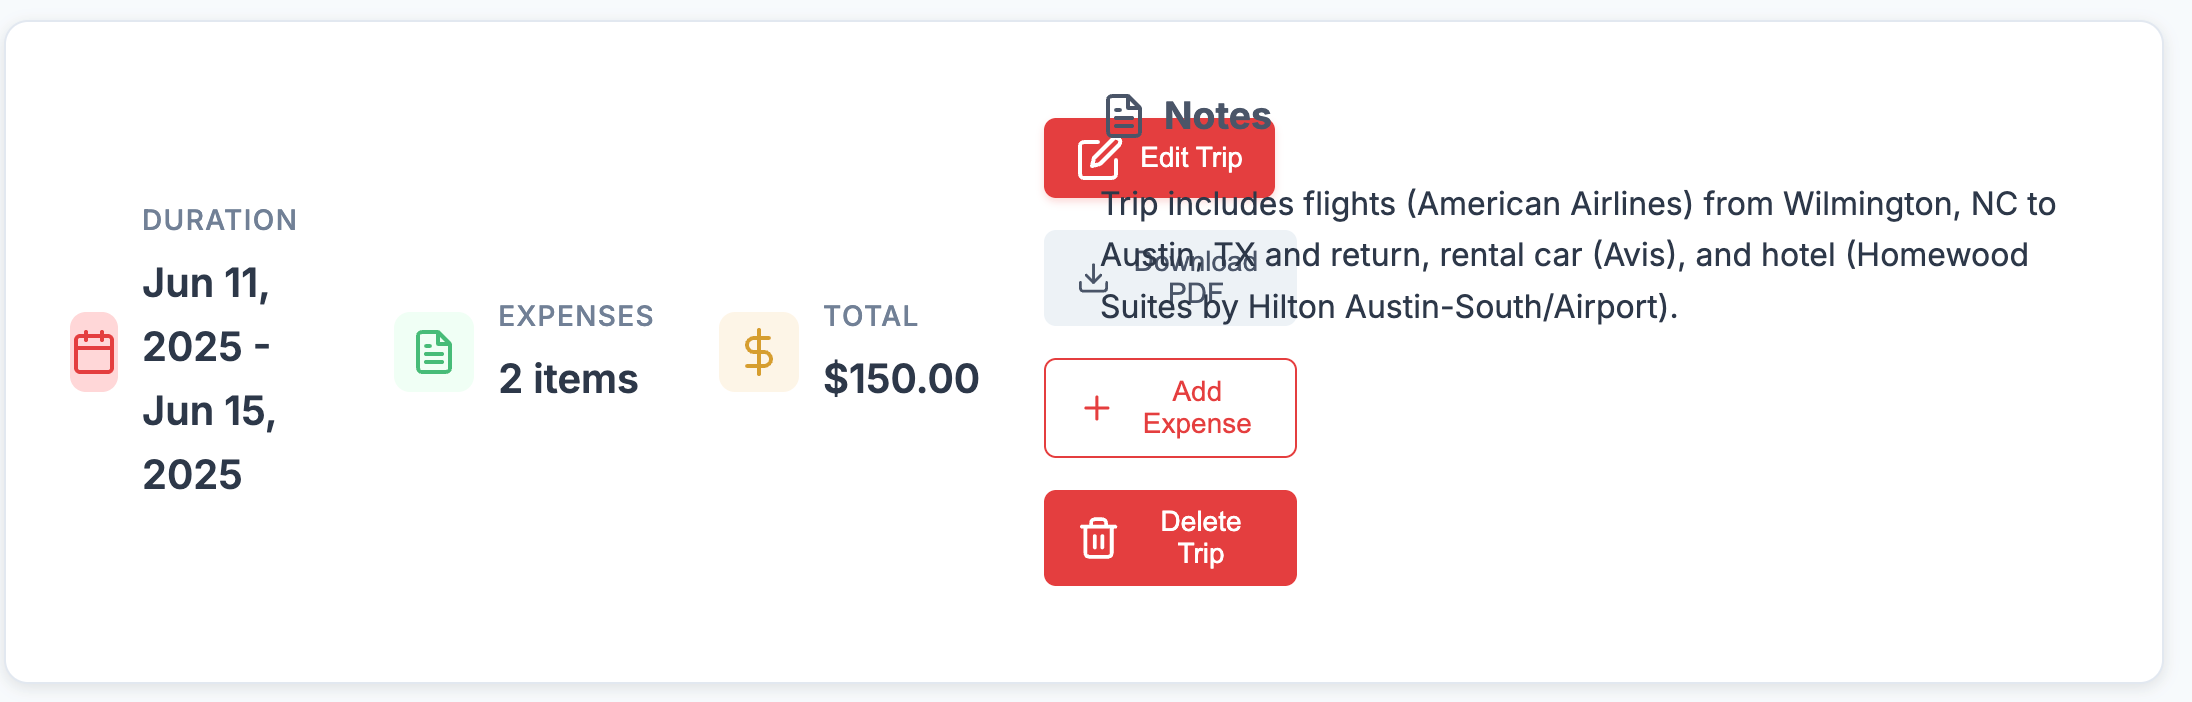 DURATION
Jun 11,
2025 -
Jun 15,
2025
EXPENSES
2 items
TOTAL
$150.00
Edit Trip
Download
PDF
Add
Expense
Delete
Trip
Notes
Trip includes flights (American Airlines) from Wilmington, NC to
Austin, TX and return, rental car (Avis), and hotel (Homewood
Suites by Hilton Austin-South/Airport).